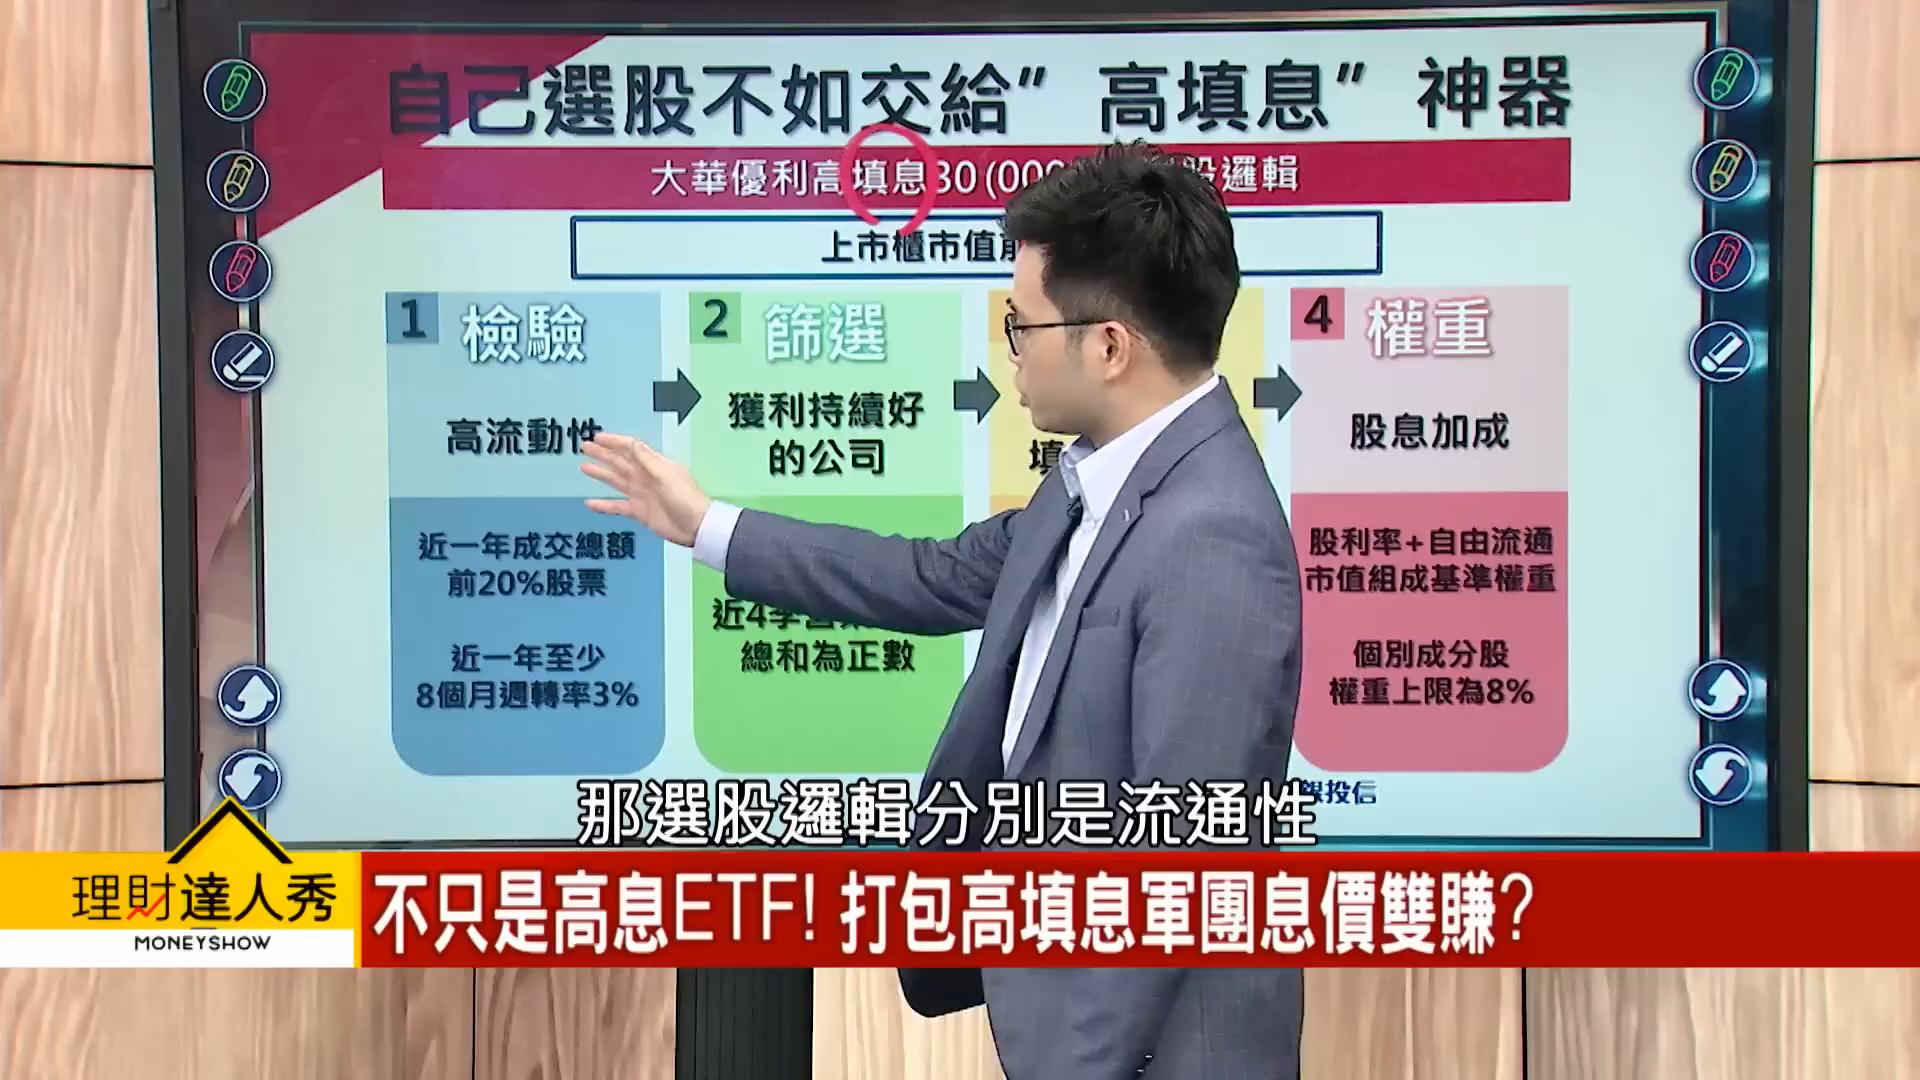 自己選股不如交給”高填息”神器
大華優利高填息30(00
股邏輯
上市櫃市值前
1 檢驗
高流動性
近一年成交總額
前20%股票
近一年至少
8個月週轉率3%
2 篩選
獲利持續好
的公司
近4季營
總和為正數
填
4 權重
股息加成
股利率+自由流通
市值組成基準權重
個別成分股
權重上限為8%
銀投信
那選股邏輯分別是流通性
理財達人秀
MONEYSHOW
不只是高息ETF! 打包高填息軍團息價雙賺?